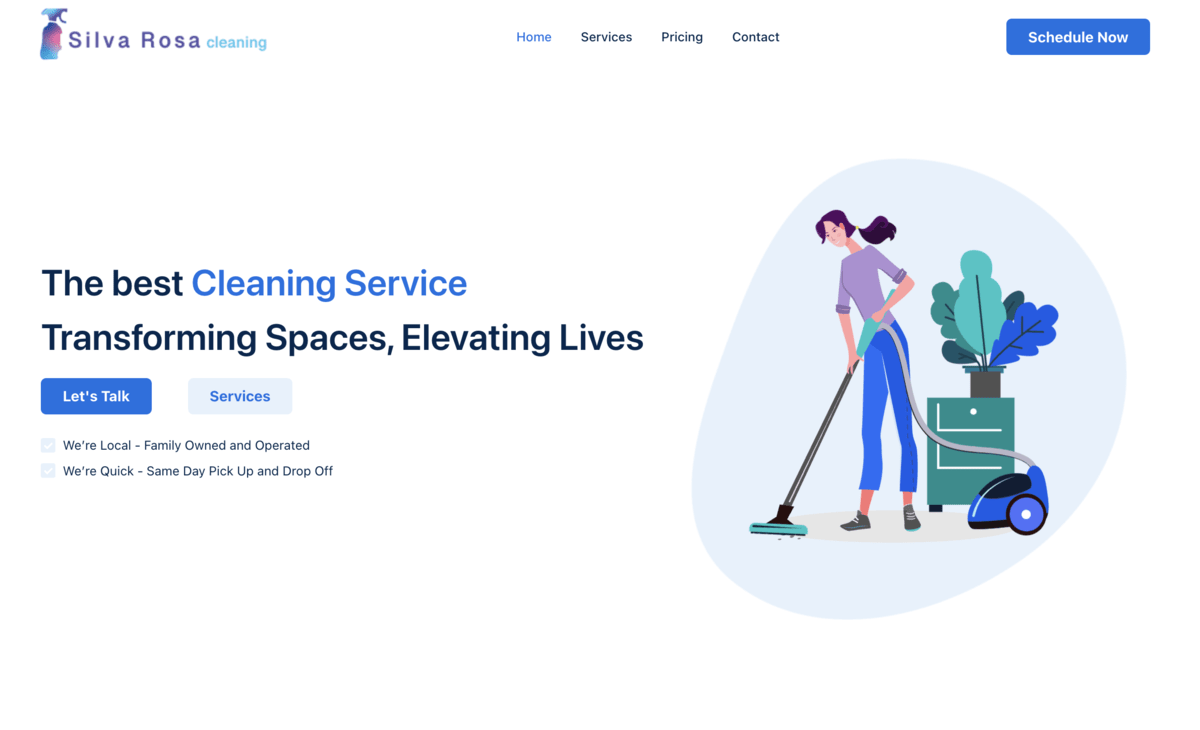 Silva Rosa cleaning
Home
Services
Pricing
Contact
Schedule Now
The best Cleaning Service
Transforming Spaces, Elevating Lives
Let's Talk
Services
We’re Local - Family Owned and Operated
We’re Quick - Same Day Pick Up and Drop Off